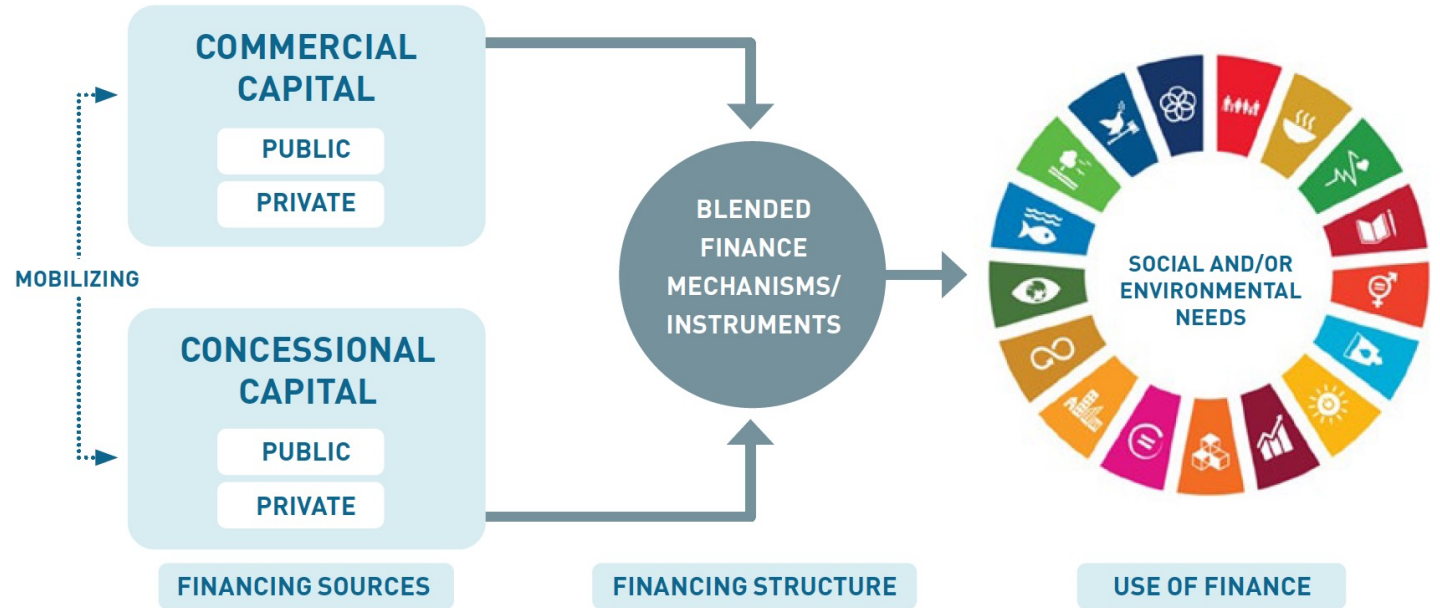 COMMERCIAL
CAPITAL
PUBLIC
PRIVATE
MOBILIZING
CONCESSIONAL
CAPITAL
PUBLIC
PRIVATE
BLENDED
FINANCE
MECHANISMS/
INSTRUMENTS
SOCIAL AND/OR
ENVIRONMENTAL
NEEDS
FINANCING SOURCES
FINANCING STRUCTURE
USE OF FINANCE